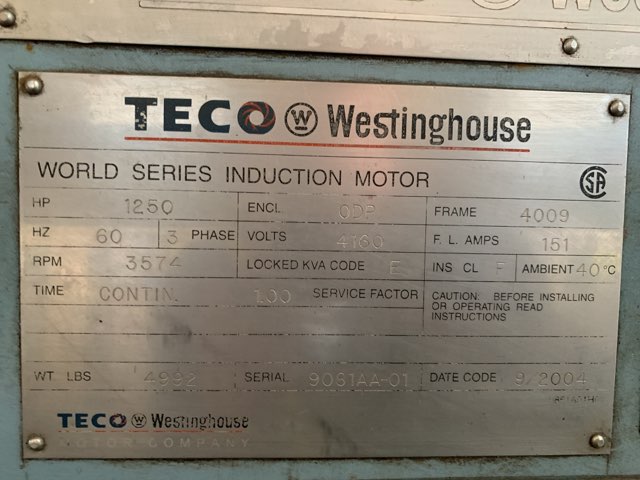 TECO W Westinghouse
WORLD SERIES INDUCTION MOTOR
HP 1250 ENCL. ODP FRAME 4009
HZ 60 3 PHASE VOLTS 4160 F. L. AMPS 151
RPM 3574 LOCKED KVA CODE E INS CL F AMBIENT 40 °C
TIME CONTIN. 1.00 SERVICE FACTOR CAUTION: BEFORE INSTALLING
OR OPERATING READ
INSTRUCTIONS
WT. LBS 4992 SERIAL 90S1AA-01 DATE CODE 9/2004
TECO W Westinghouse
MOTOR COMPANY